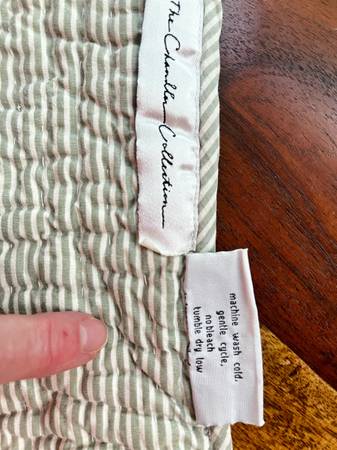 The Chandler Collection
machine wash cold.
gentle cycle.
no bleach
tumble dry low